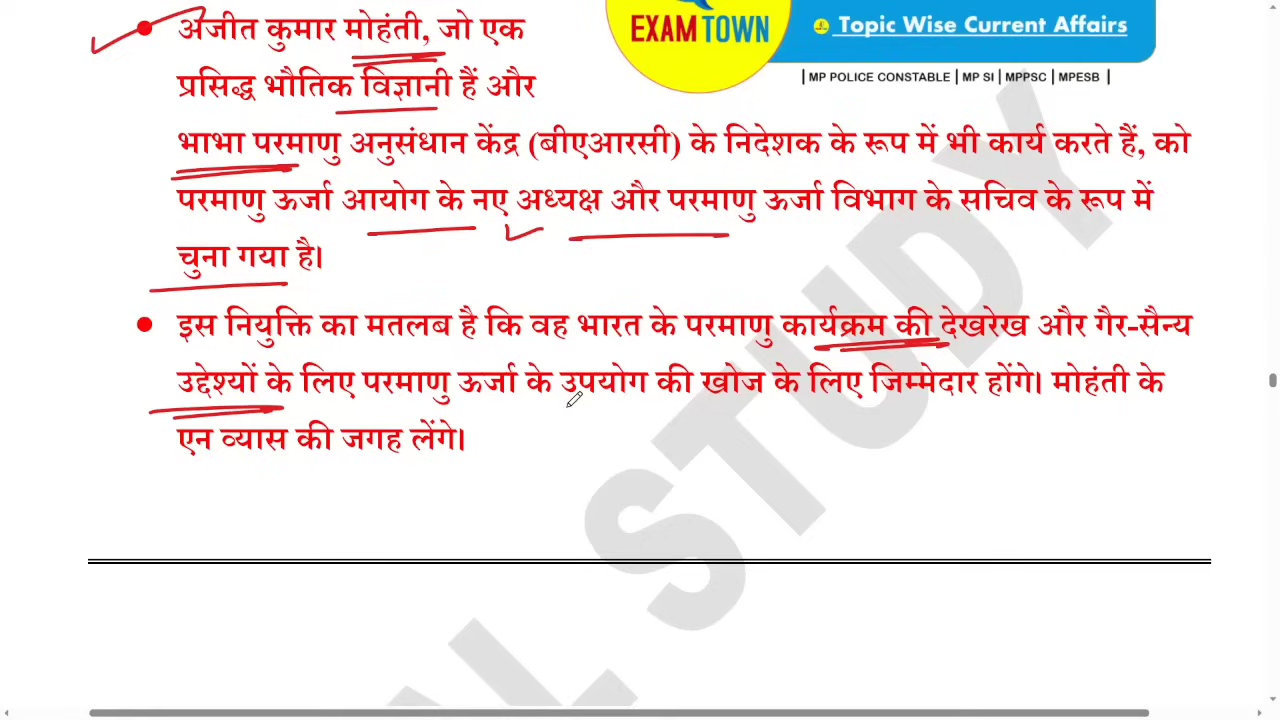 अजीत कुमार मोहंती, जो एक
प्रसिद्ध भौतिक विज्ञानी हैं और
भाभा परमाणु अनुसंधान केंद्र (बीएआरसी) के निदेशक के रूप में भी कार्य करते हैं, को
परमाणु ऊर्जा आयोग के नए अध्यक्ष और परमाणु ऊर्जा विभाग के सचिव के रूप में
चुना गया है।
इस नियुक्ति का मतलब है कि वह भारत के परमाणु कार्यक्रम की देखरेख और गैर-सैन्य
उद्देश्यों के लिए परमाणु ऊर्जा के उपयोग की खोज के लिए जिम्मेदार होंगे। मोहंती के
एन व्यास की जगह लेंगे।
EXAM TOWN
Topic Wise Current Affairs
| MP POLICE CONSTABLE | MP SI | MPPSC | MPESB |
L STUDY